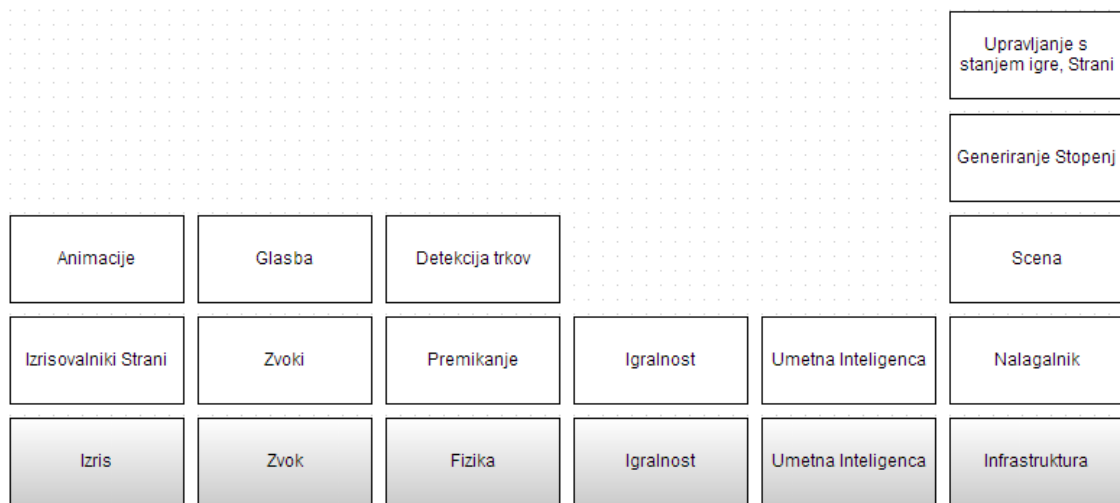 Upravljanje s
stanjem igre, Strani
Generiranje Stopenj
Animacije
Glasba
Detekcija trkov
Scena
Izrisovalniki Strani
Zvoki
Premikanje
Igralnost
Umetna Inteligenca
Nalagalnik
Izris
Zvok
Fizika
Igralnost
Umetna Inteligenca
Infrastruktura